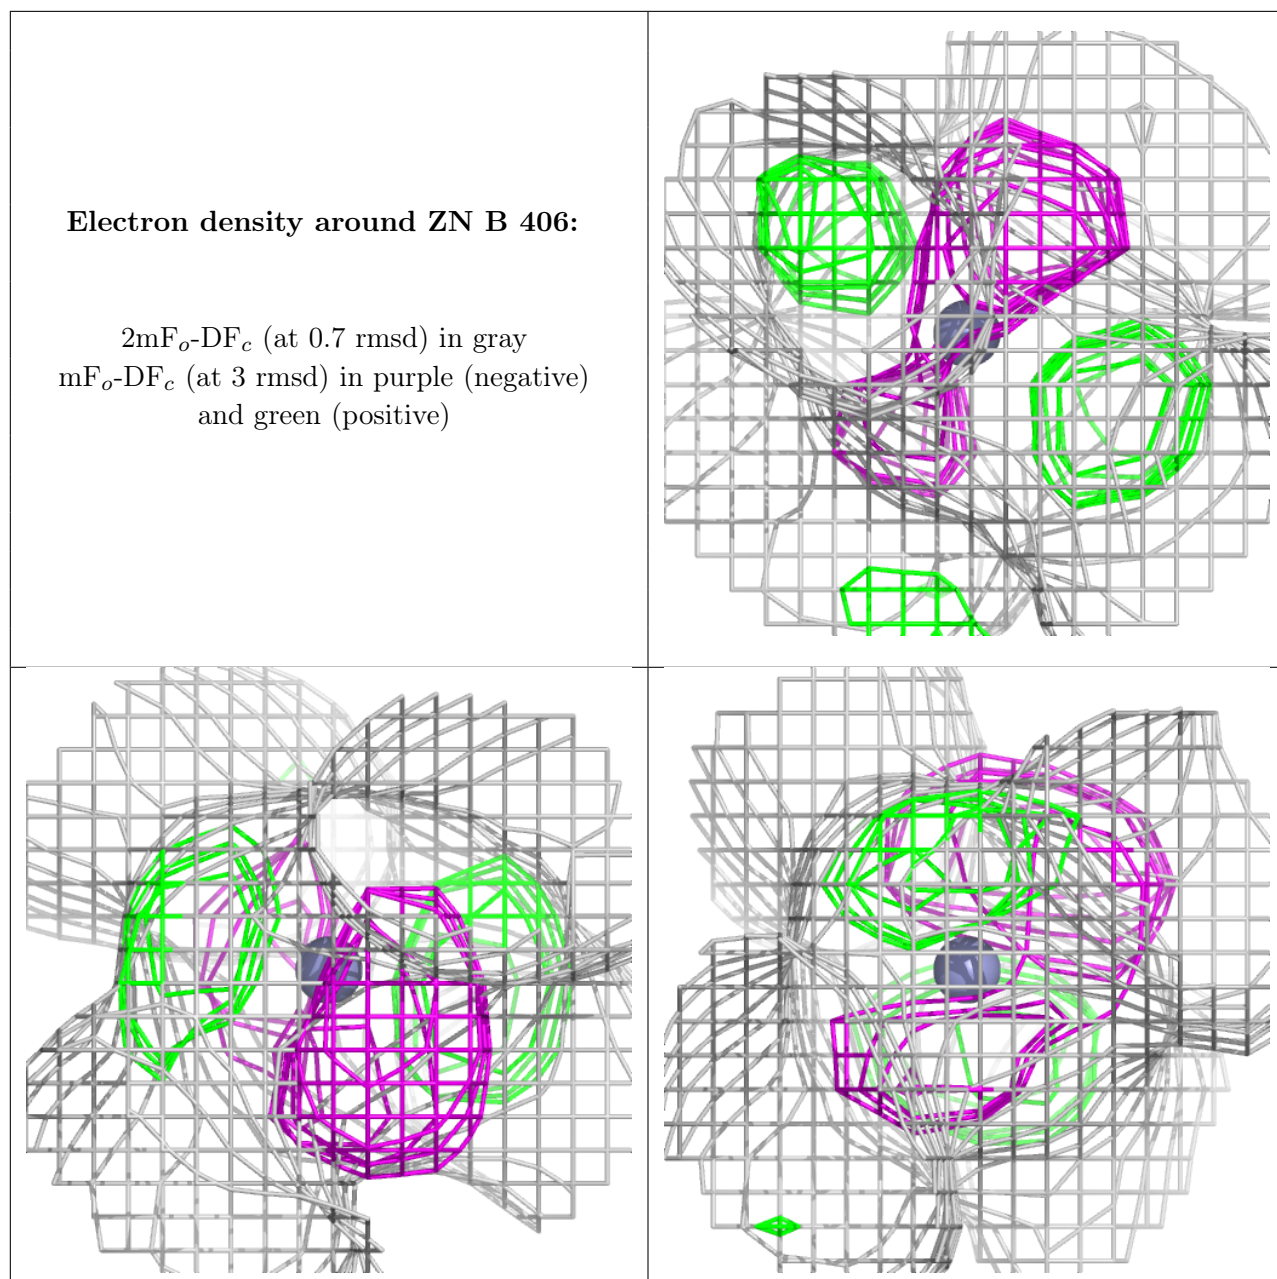 Electron density around ZN B 406:
2mFo-DFc (at 0.7 rmsd) in gray
mFo-DFc (at 3 rmsd) in purple (negative)
and green (positive)